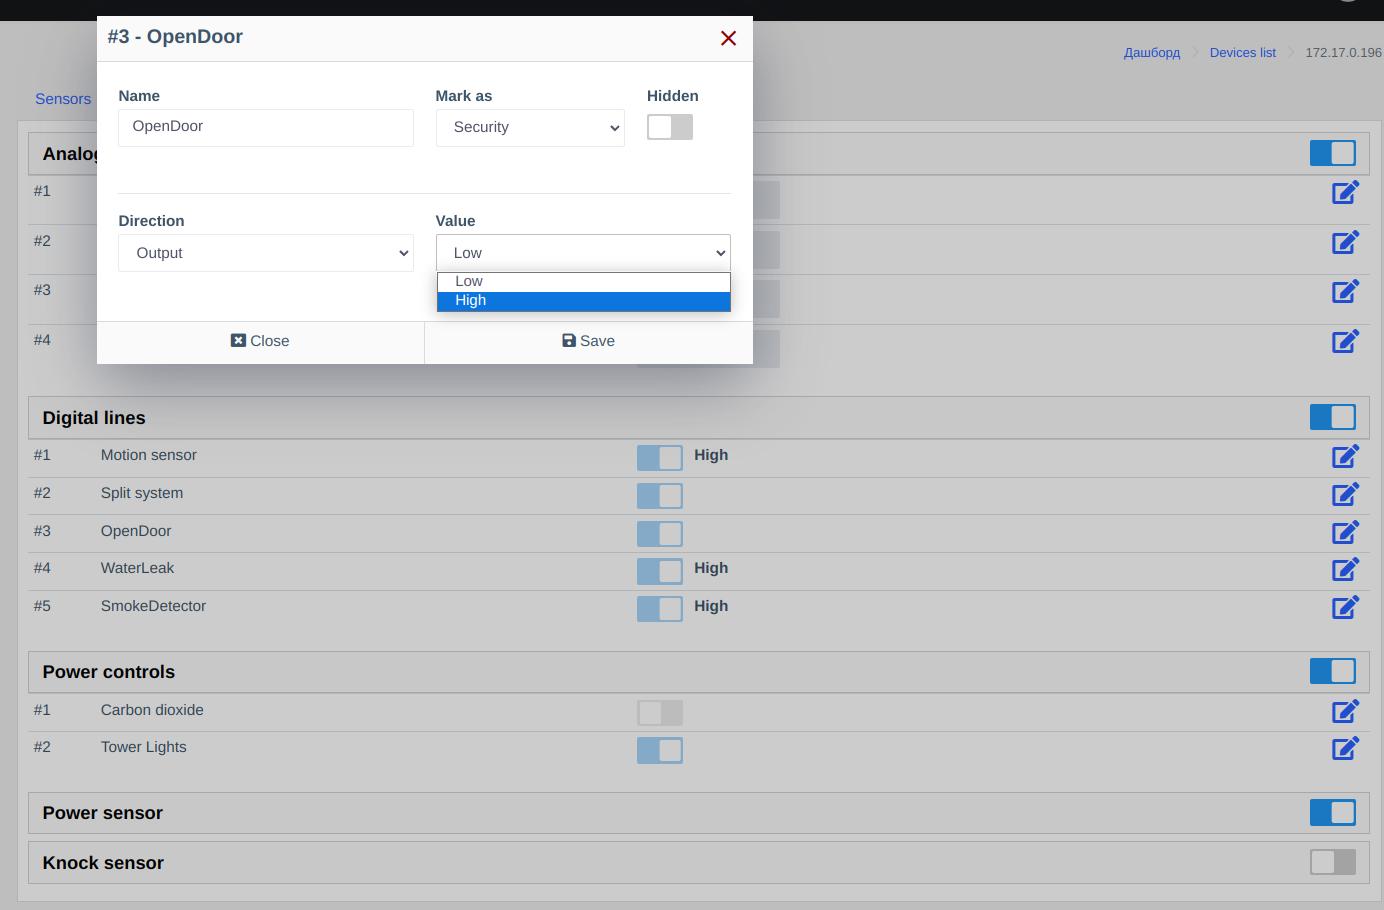 #3 - OpenDoor
Дашборд Devices list 172.17.0.196
Sensors
Name Mark as Hidden
OpenDoor Security
Direction Value
Output Low
Low
High
Close Save
#1
#2
#3
#4
Digital lines
#1 Motion sensor High
#2 Split system
#3 OpenDoor
#4 WaterLeak High
#5 SmokeDetector High
Power controls
#1 Carbon dioxide
#2 Tower Lights
Power sensor
Knock sensor